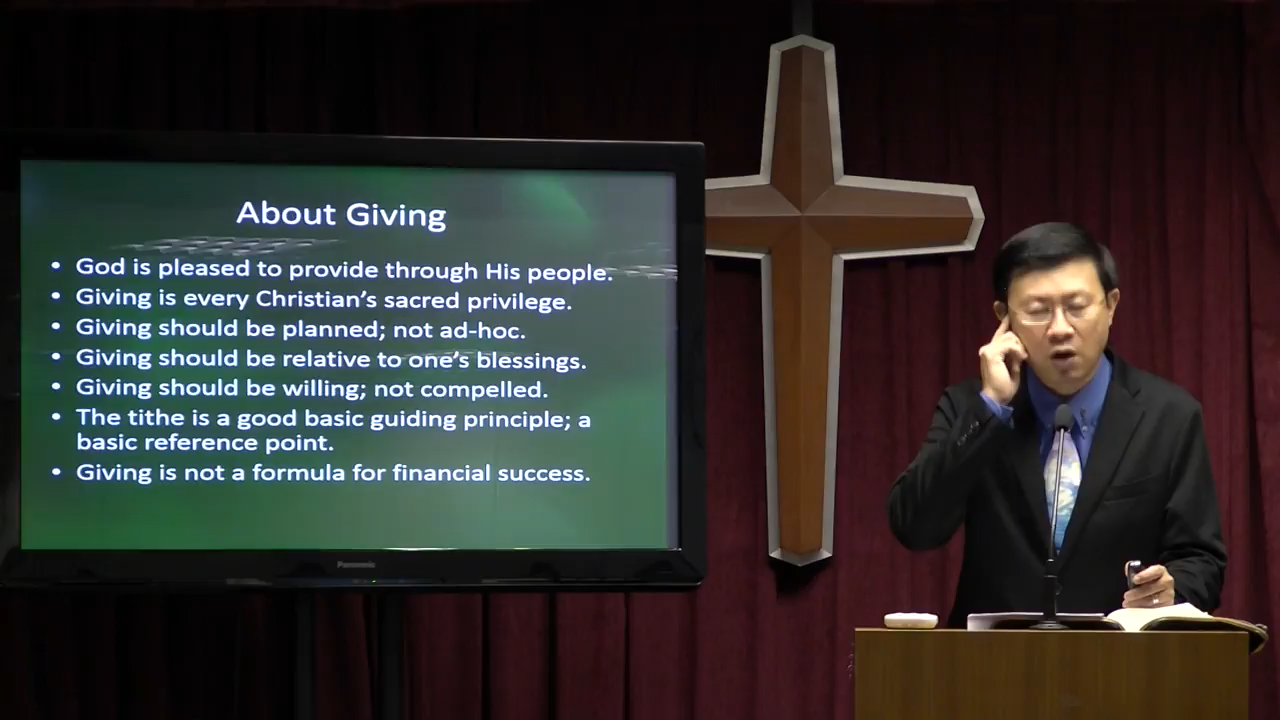 About Giving
• God is pleased to provide through His people.
• Giving is every Christian’s sacred privilege.
• Giving should be planned; not ad-hoc.
• Giving should be relative to one’s blessings.
• Giving should be willing; not compelled.
• The tithe is a good basic guiding principle; a
basic reference point.
• Giving is not a formula for financial success.
Panasonic